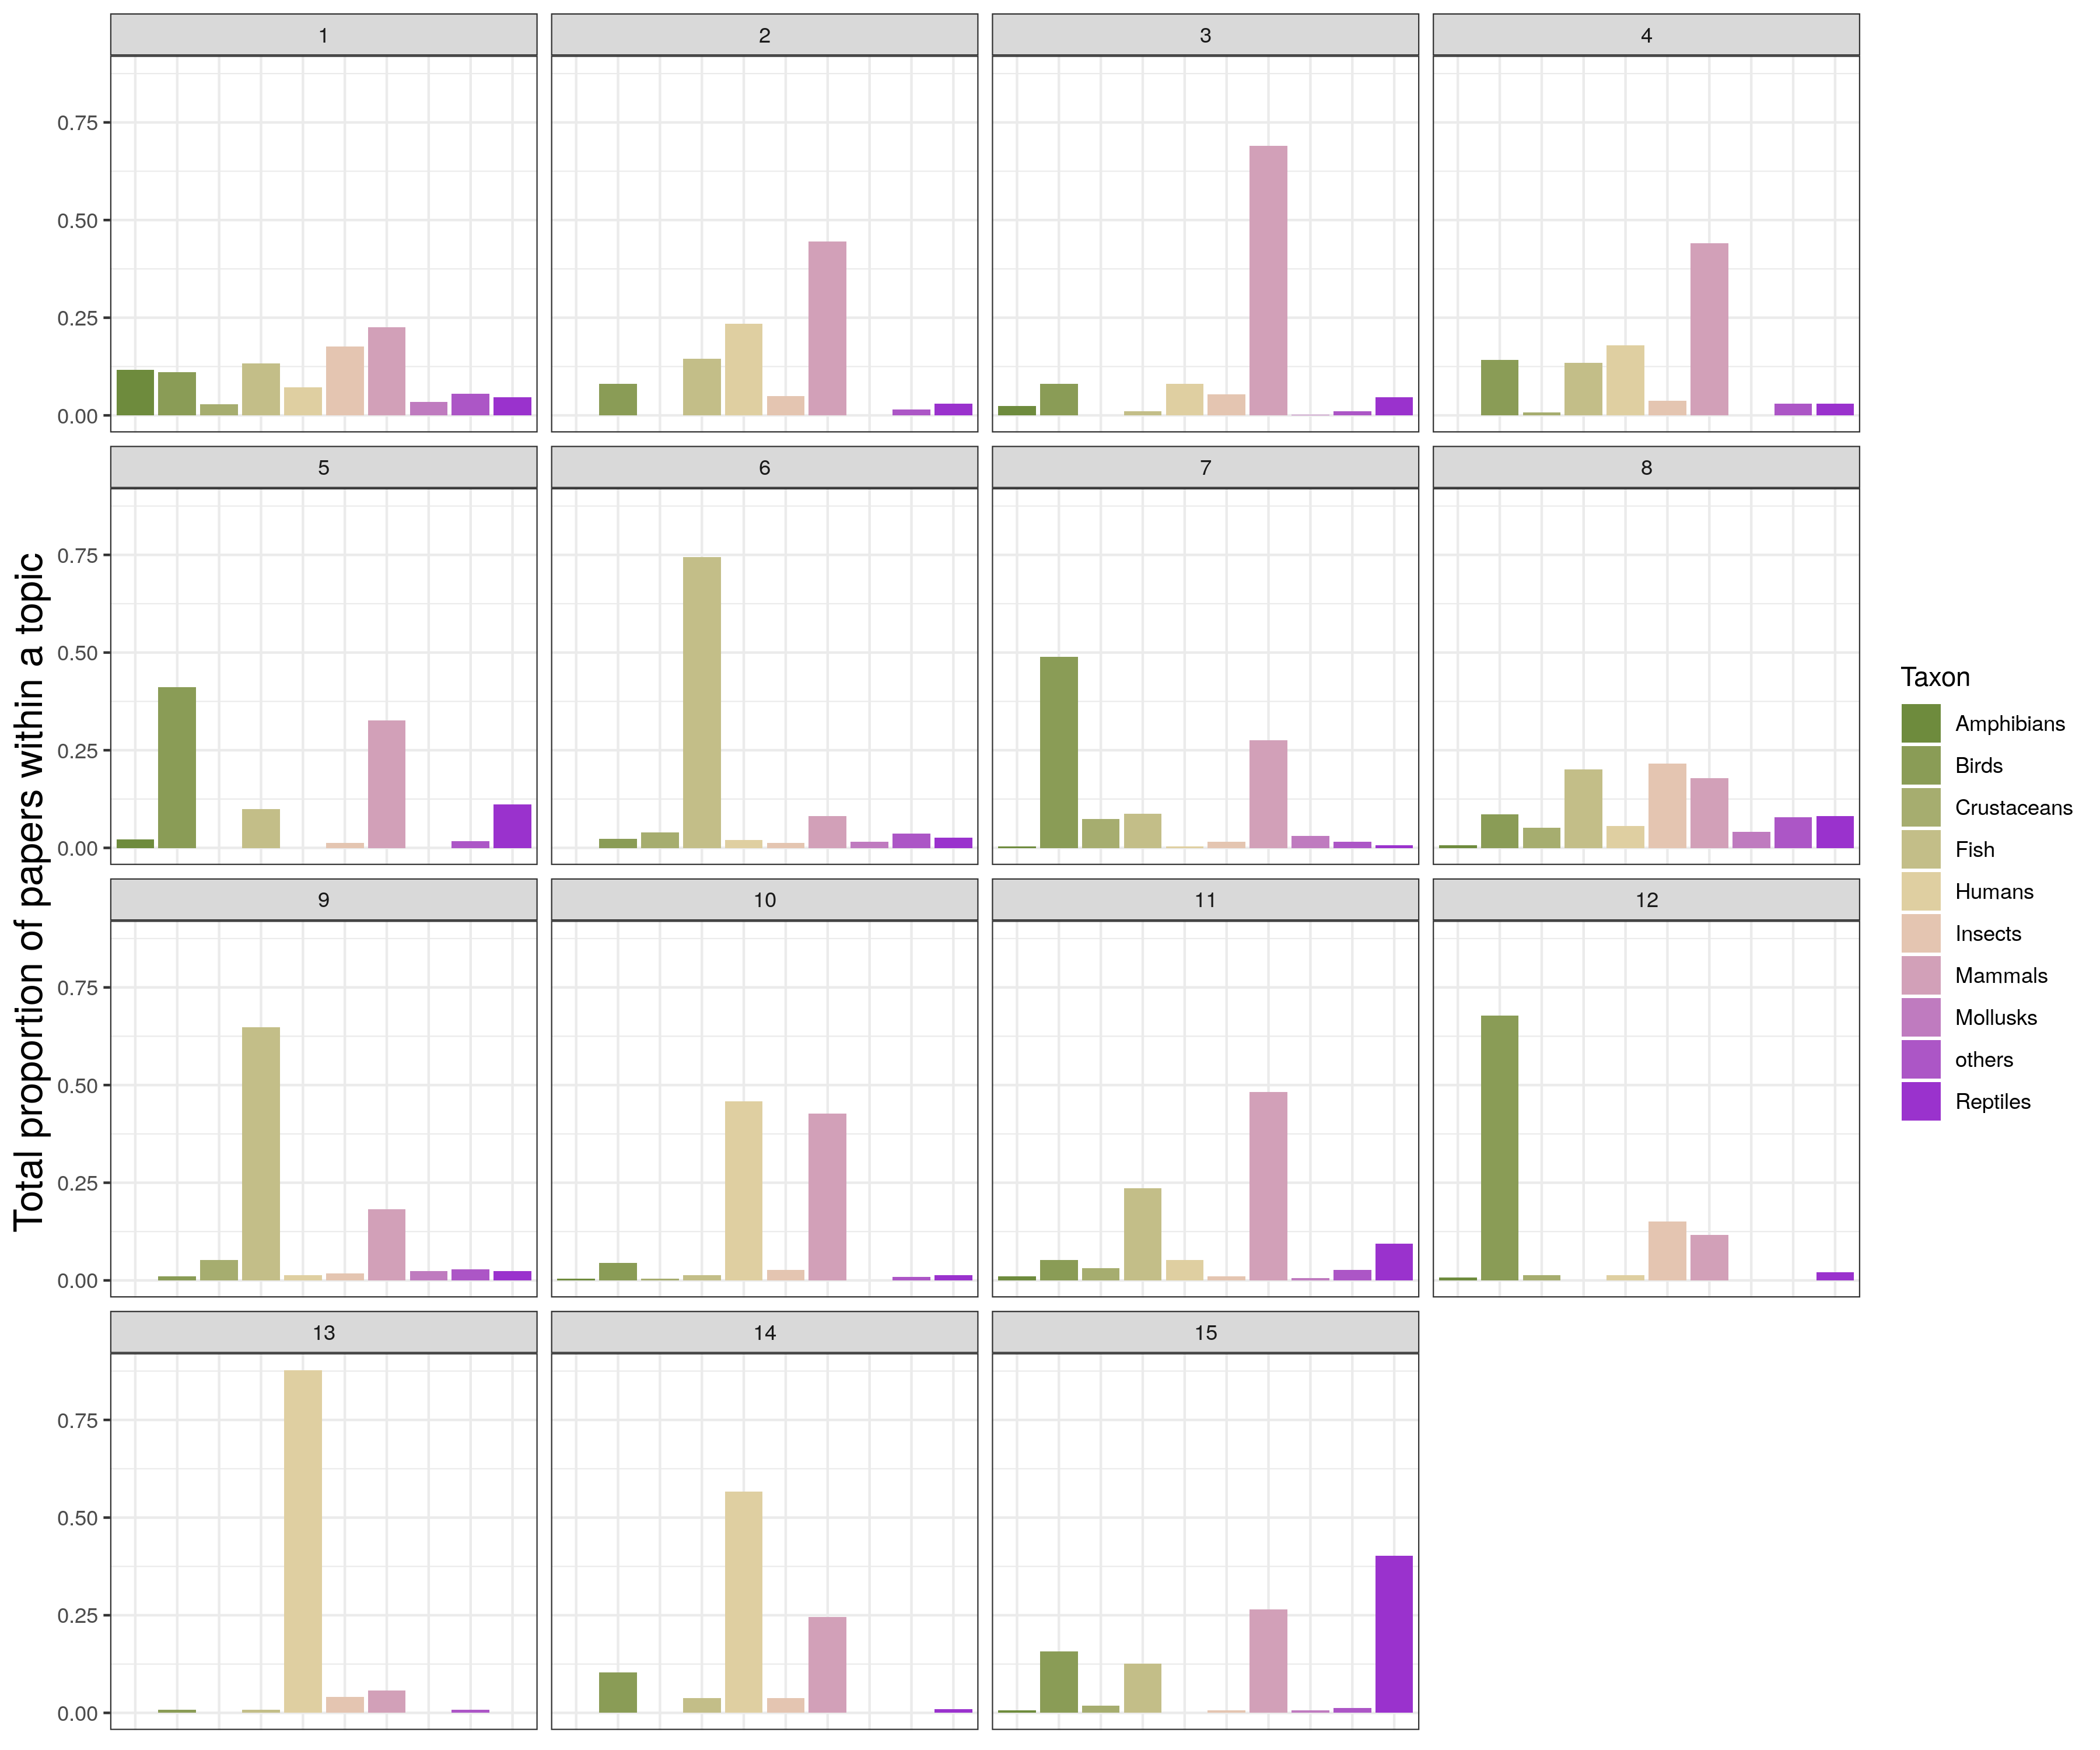 1
2
3
4
0.75
0.50
0.25
0.00
5
6
7
8
0.75
0.50
0.25
0.00
9
10
11
12
0.75
0.50
0.25
0.00
13
14
15
0.75
0.50
0.25
0.00
Total proportion of papers within a topic
Taxon
Amphibians
Birds
Crustaceans
Fish
Humans
Insects
Mammals
Mollusks
others
Reptiles